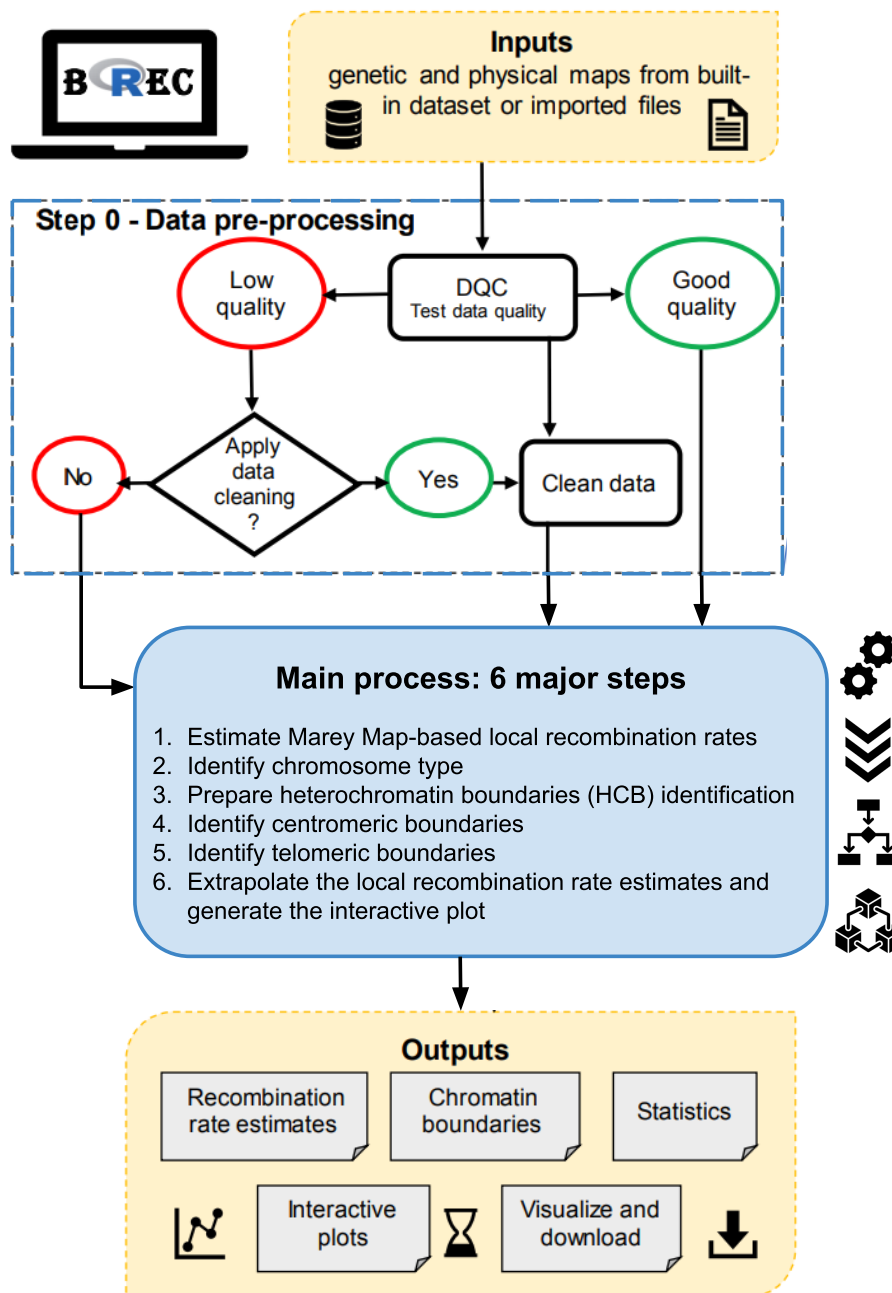 BREC
Inputs
genetic and physical maps from built-
in dataset or imported files
Step 0 - Data pre-processing
Low
quality
DQC
Test data quality
Good
quality
Apply
data
cleaning
?
No
Yes
Clean data
Main process: 6 major steps
1. Estimate Marey Map-based local recombination rates
2. Identify chromosome type
3. Prepare heterochromatin boundaries (HCB) identification
4. Identify centromeric boundaries
5. Identify telomeric boundaries
6. Extrapolate the local recombination rate estimates and
generate the interactive plot
Outputs
Recombination
rate estimates
Chromatin
boundaries
Statistics
Interactive
plots
Visualize and
download